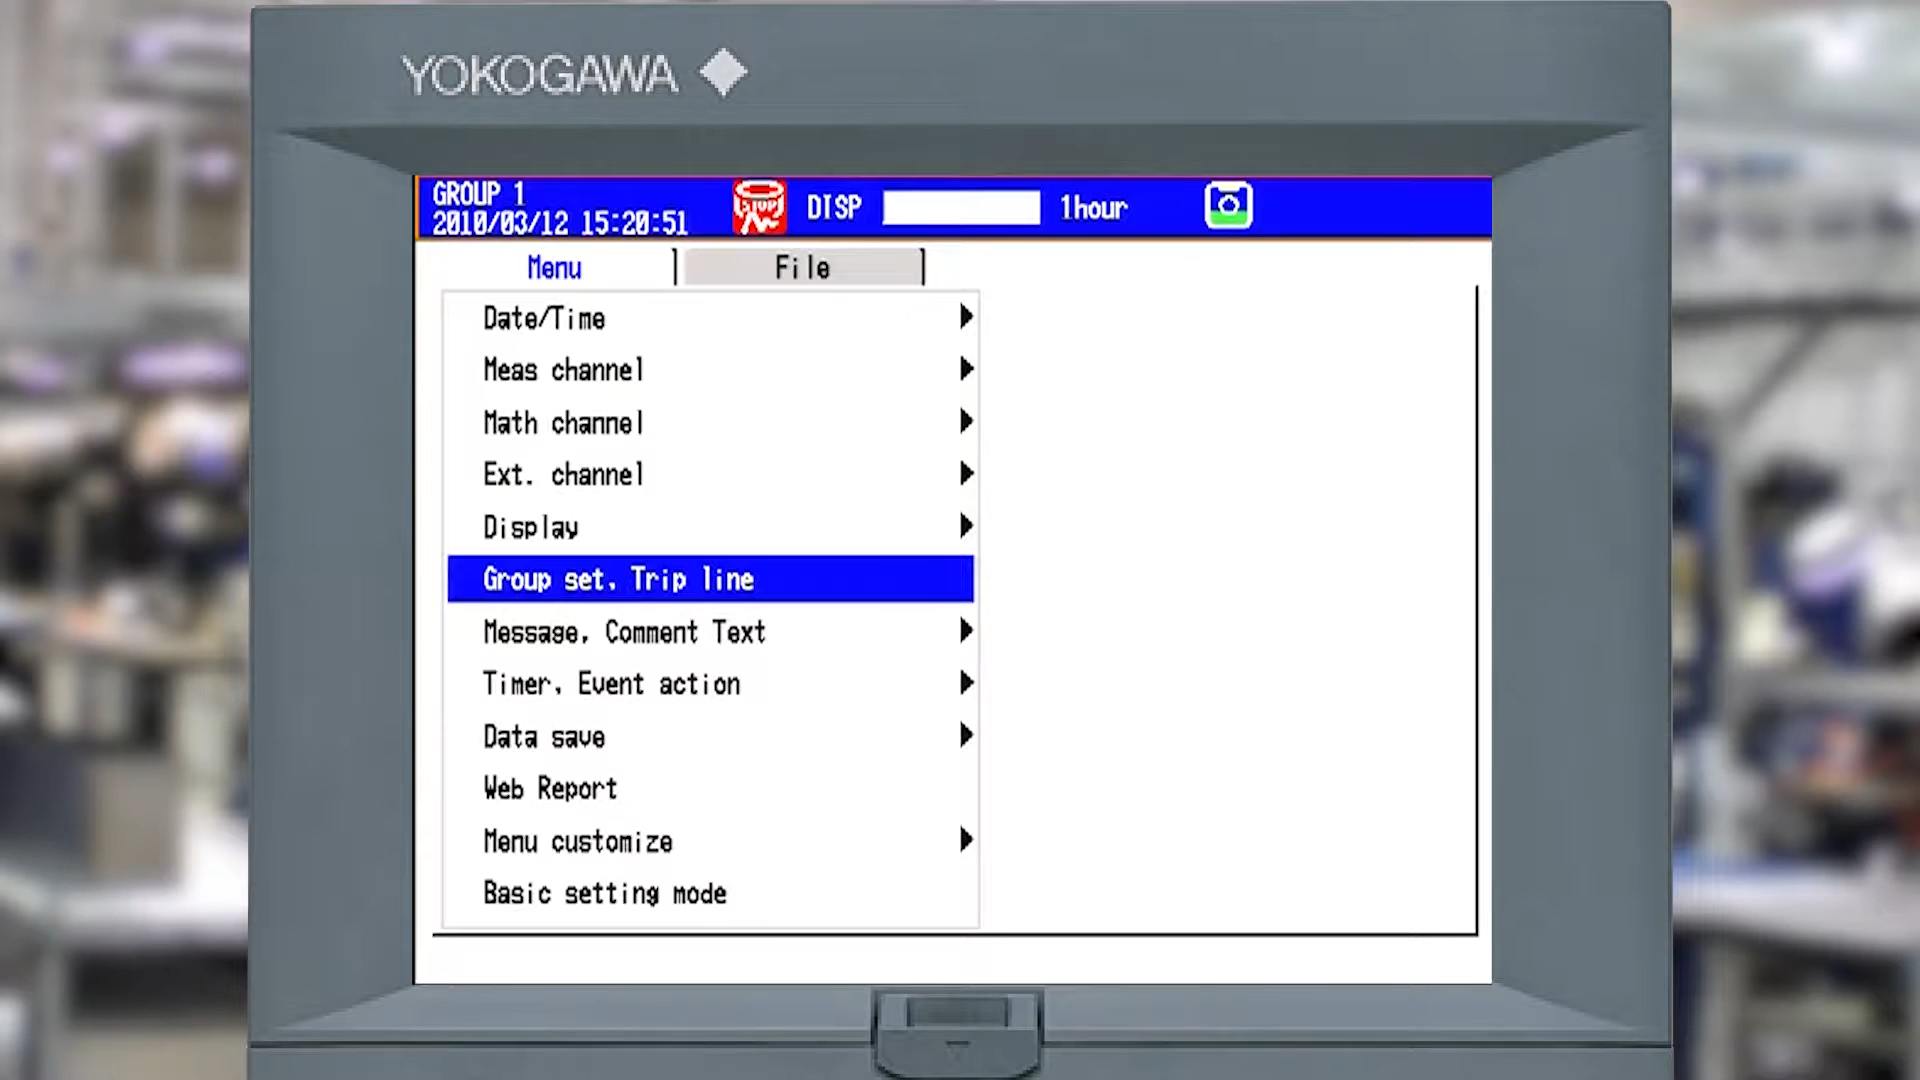 YOKOGAWA
GROUP 1
2010/03/12 15:20:51
STOP
DISP
1hour
Menu
File
Date/Time
Meas channel
Math channel
Ext. channel
Display
Group set, Trip line
Message, Comment Text
Timer, Event action
Data save
Web Report
Menu customize
Basic setting mode